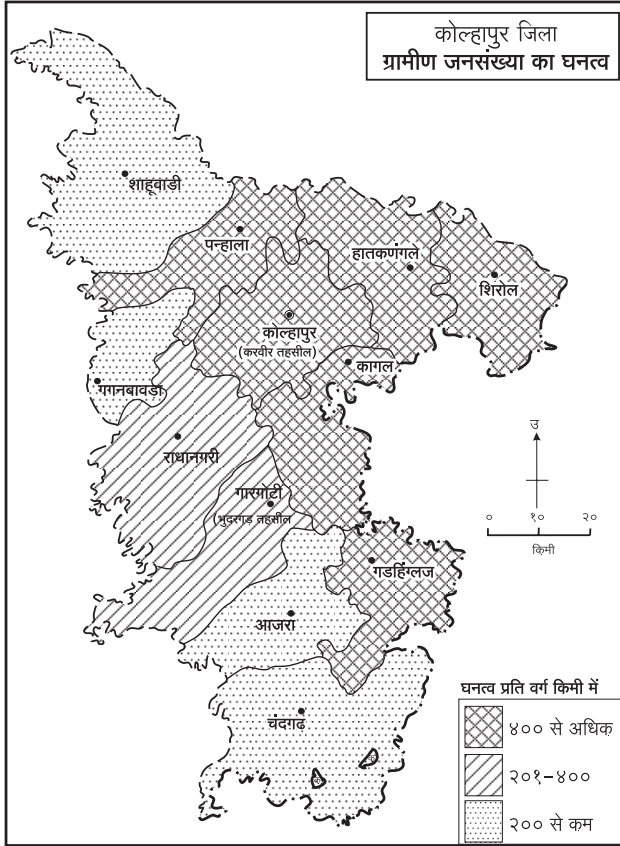 कोल्हापुर जिला
ग्रामीण जनसंख्या का घनत्व
शाहूवाडी
पन्हाला
हातकणंगले
शिरोल
कोल्हापुर
(करवीर तहसील)
कागल
गगनबावडा
राधानगरी
गारगोटी
(भुदरगड तहसील
गडहिंग्लज
आजरा
चंदगढ़
उ
० १० २०
किमी
घनत्व प्रति वर्ग किमी में
४०० से अधिक
२०१-४००
२०० से कम